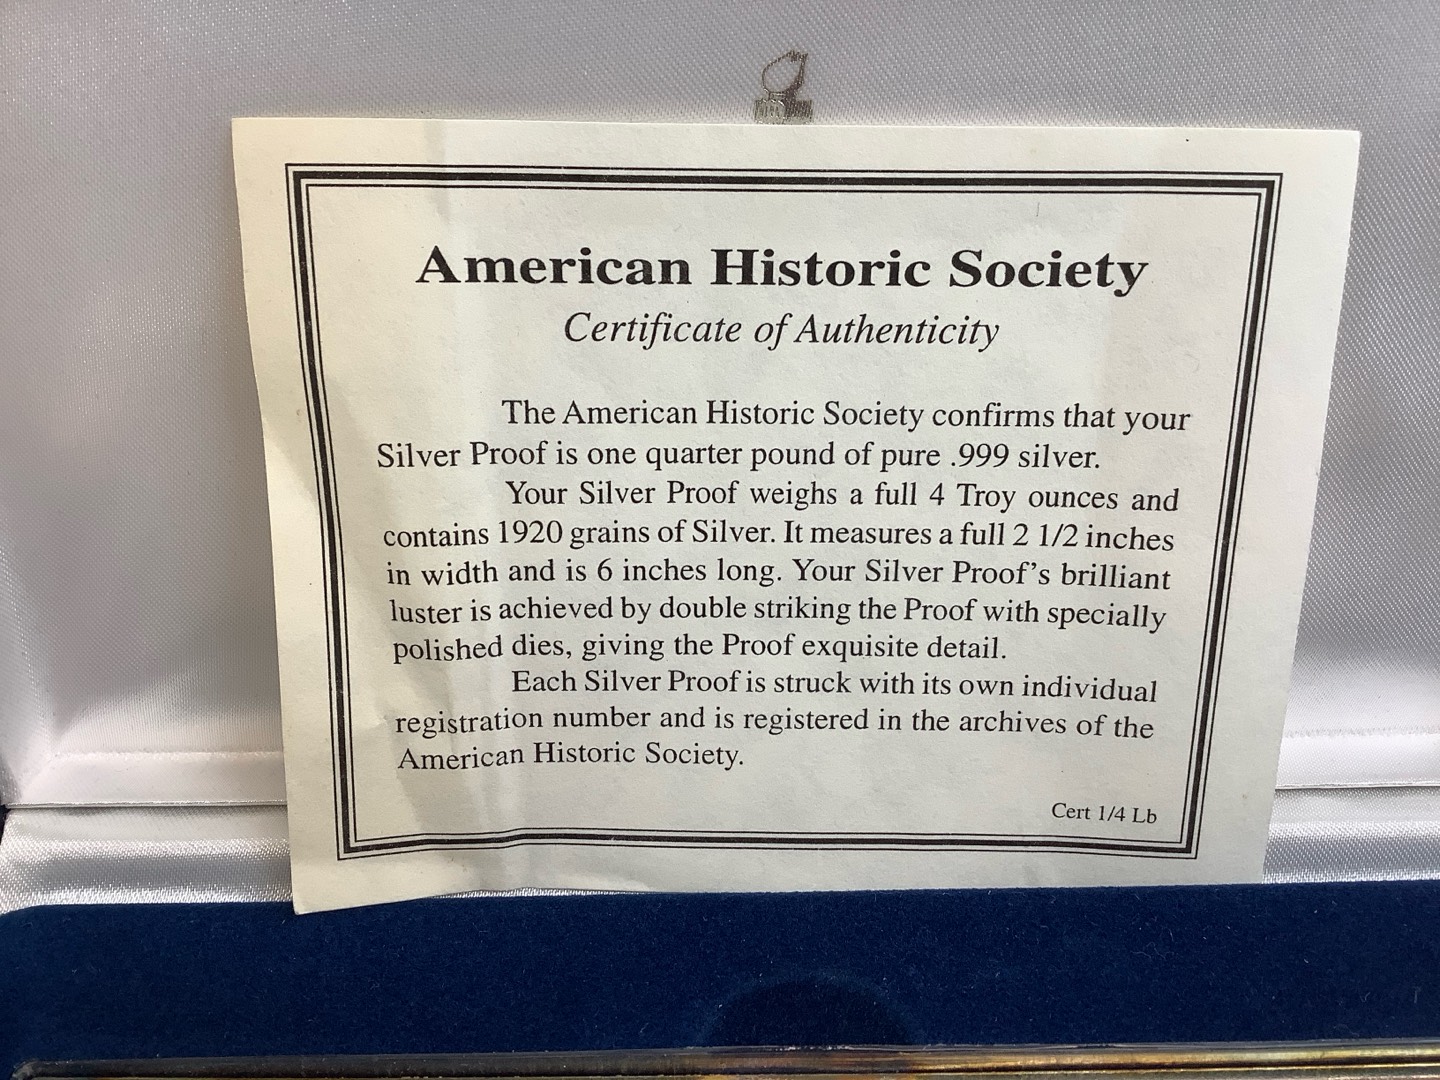 American Historic Society
Certificate of Authenticity
The American Historic Society confirms that your
Silver Proof is one quarter pound of pure .999 silver.
Your Silver Proof weighs a full 4 Troy ounces and
contains 1920 grains of Silver. It measures a full 2 1/2 inches
in width and is 6 inches long. Your Silver Proof's brilliant
luster is achieved by double striking the Proof with specially
polished dies, giving the Proof exquisite detail.
Each Silver Proof is struck with its own individual
registration number and is registered in the archives of the
American Historic Society.
Cert 1/4 Lb